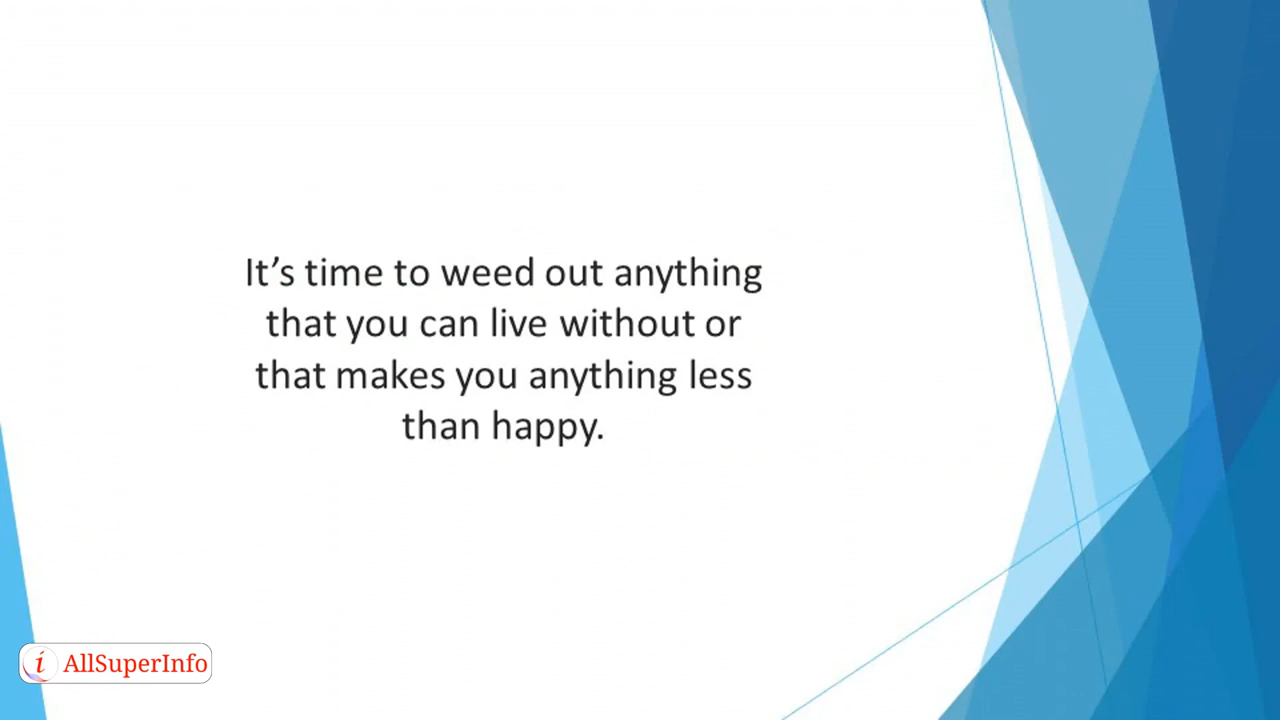 It’s time to weed out anything
that you can live without or
that makes you anything less
than happy.
i AllSuperInfo